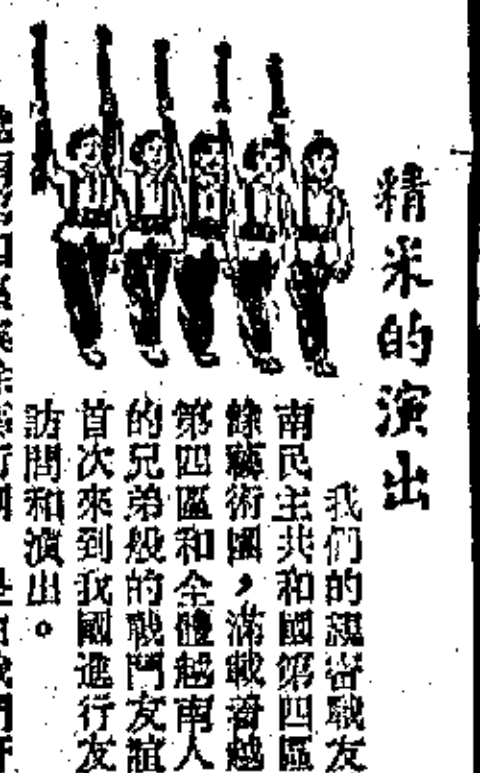 精采的演出
我們的親密戰友
南民主共和國第四區
餘藝術團，滿載着越
第四區和全體越南人
的兄弟般的戰鬥友誼
首次來到我國進行友
訪問和演出。